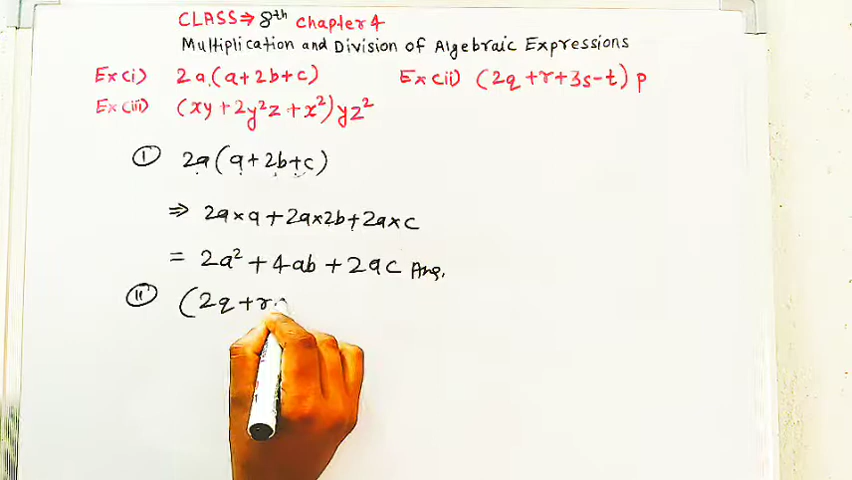 CLASS⇒ 8th Chapter 4
Multiplication and Division of Algebraic Expressions
Ex(i) 2a(a+2b+c) Ex(ii) (2q+r+3s-t)p
Ex(iii) (xy+2y²z+x²)yz²
(I) 2a(a+2b+c)
⇒ 2a×a+2a×2b+2a×c
= 2a²+4ab+2ac Ans.
(II) (2q+r